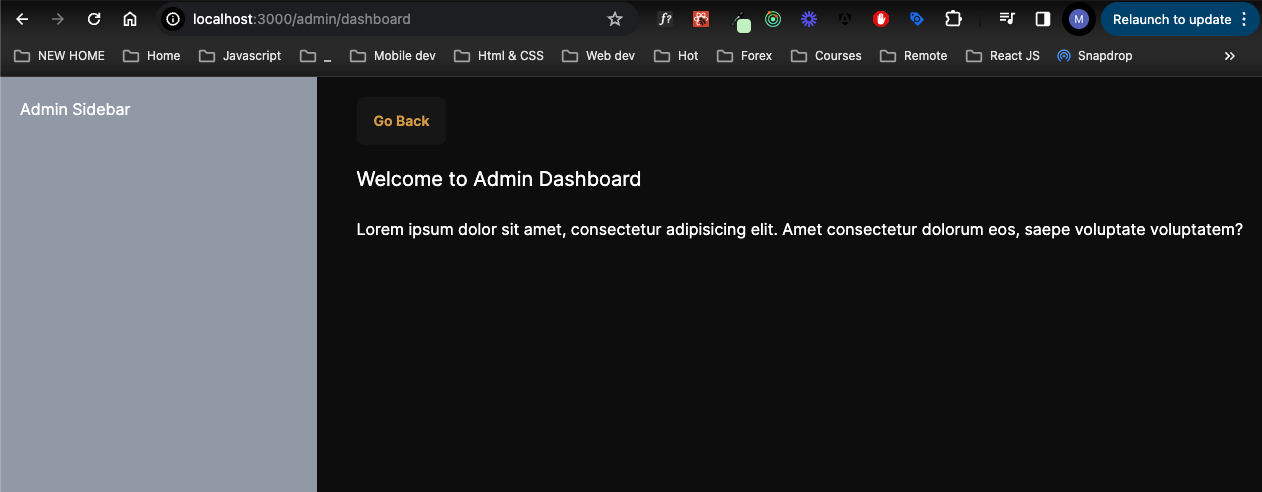 localhost:3000/admin/dashboard
f?
M
Relaunch to update
NEW HOME
Home
Javascript
_
Mobile dev
Html & CSS
Web dev
Hot
Forex
Courses
Remote
React JS
Snapdrop
Admin Sidebar
Go Back
Welcome to Admin Dashboard
Lorem ipsum dolor sit amet, consectetur adipisicing elit. Amet consectetur dolorum eos, saepe voluptate voluptatem?